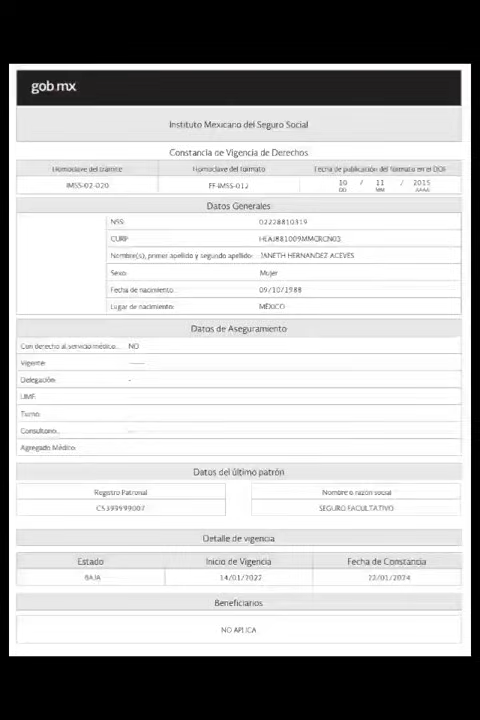 gob mx
Instituto Mexicano del Seguro Social
Constancia de Vigencia de Derechos
Homoclave del trámite Homoclave del formato Fecha de publicación del formato en el DOF
IMSS-02-020 FF-IMSS-012 10 / 11 / 2015
DD MM AAAA
Datos Generales
NSS: 02228810319
CURP:
Nombre(s), primer apellido y segundo apellido: JANETH HERNANDEZ ACEVES
Sexo: Mujer
Fecha de nacimiento: 09/10/1988
Lugar de nacimiento: MÉXICO
Datos de Aseguramiento
Con derecho al servicio médico: NO
Vigente: -----
Delegación: -
UMF:
Turno:
Consultorio:
Agregado Médico:
Datos del último patrón
Registro Patronal Nombre o razón social
SEGURO FACULTATIVO
Detalle de vigencia
Estado Inicio de Vigencia Fecha de Constancia
BAJA 14/01/2022 22/01/2024
Beneficiarios
NO APLICA